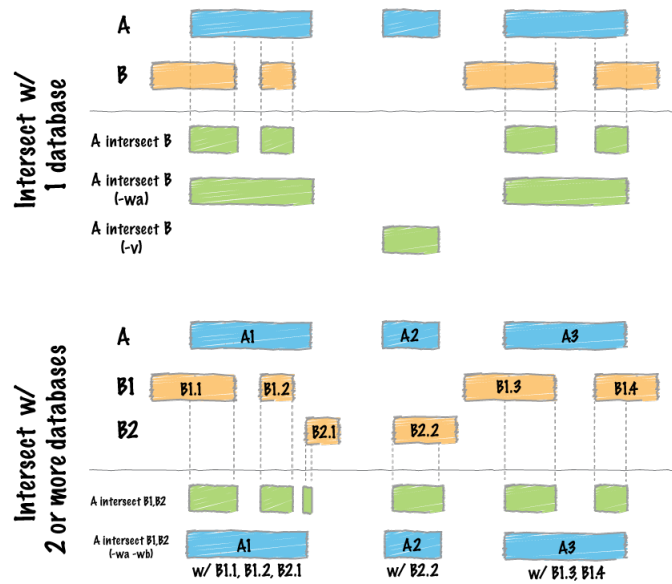 Intersect w/
1 database
A
B
A intersect B
A intersect B
(-wa)
A intersect B
(-v)
Intersect w/
2 or more databases
A
A1
A2
A3
B1
B1.1
B1.2
B1.3
B1.4
B2
B2.1
B2.2
A intersect B1,B2
A intersect B1,B2
(-wa -wb)
A1
A2
A3
w/ B1.1, B1.2, B2.1
w/ B2.2
w/ B1.3, B1.4